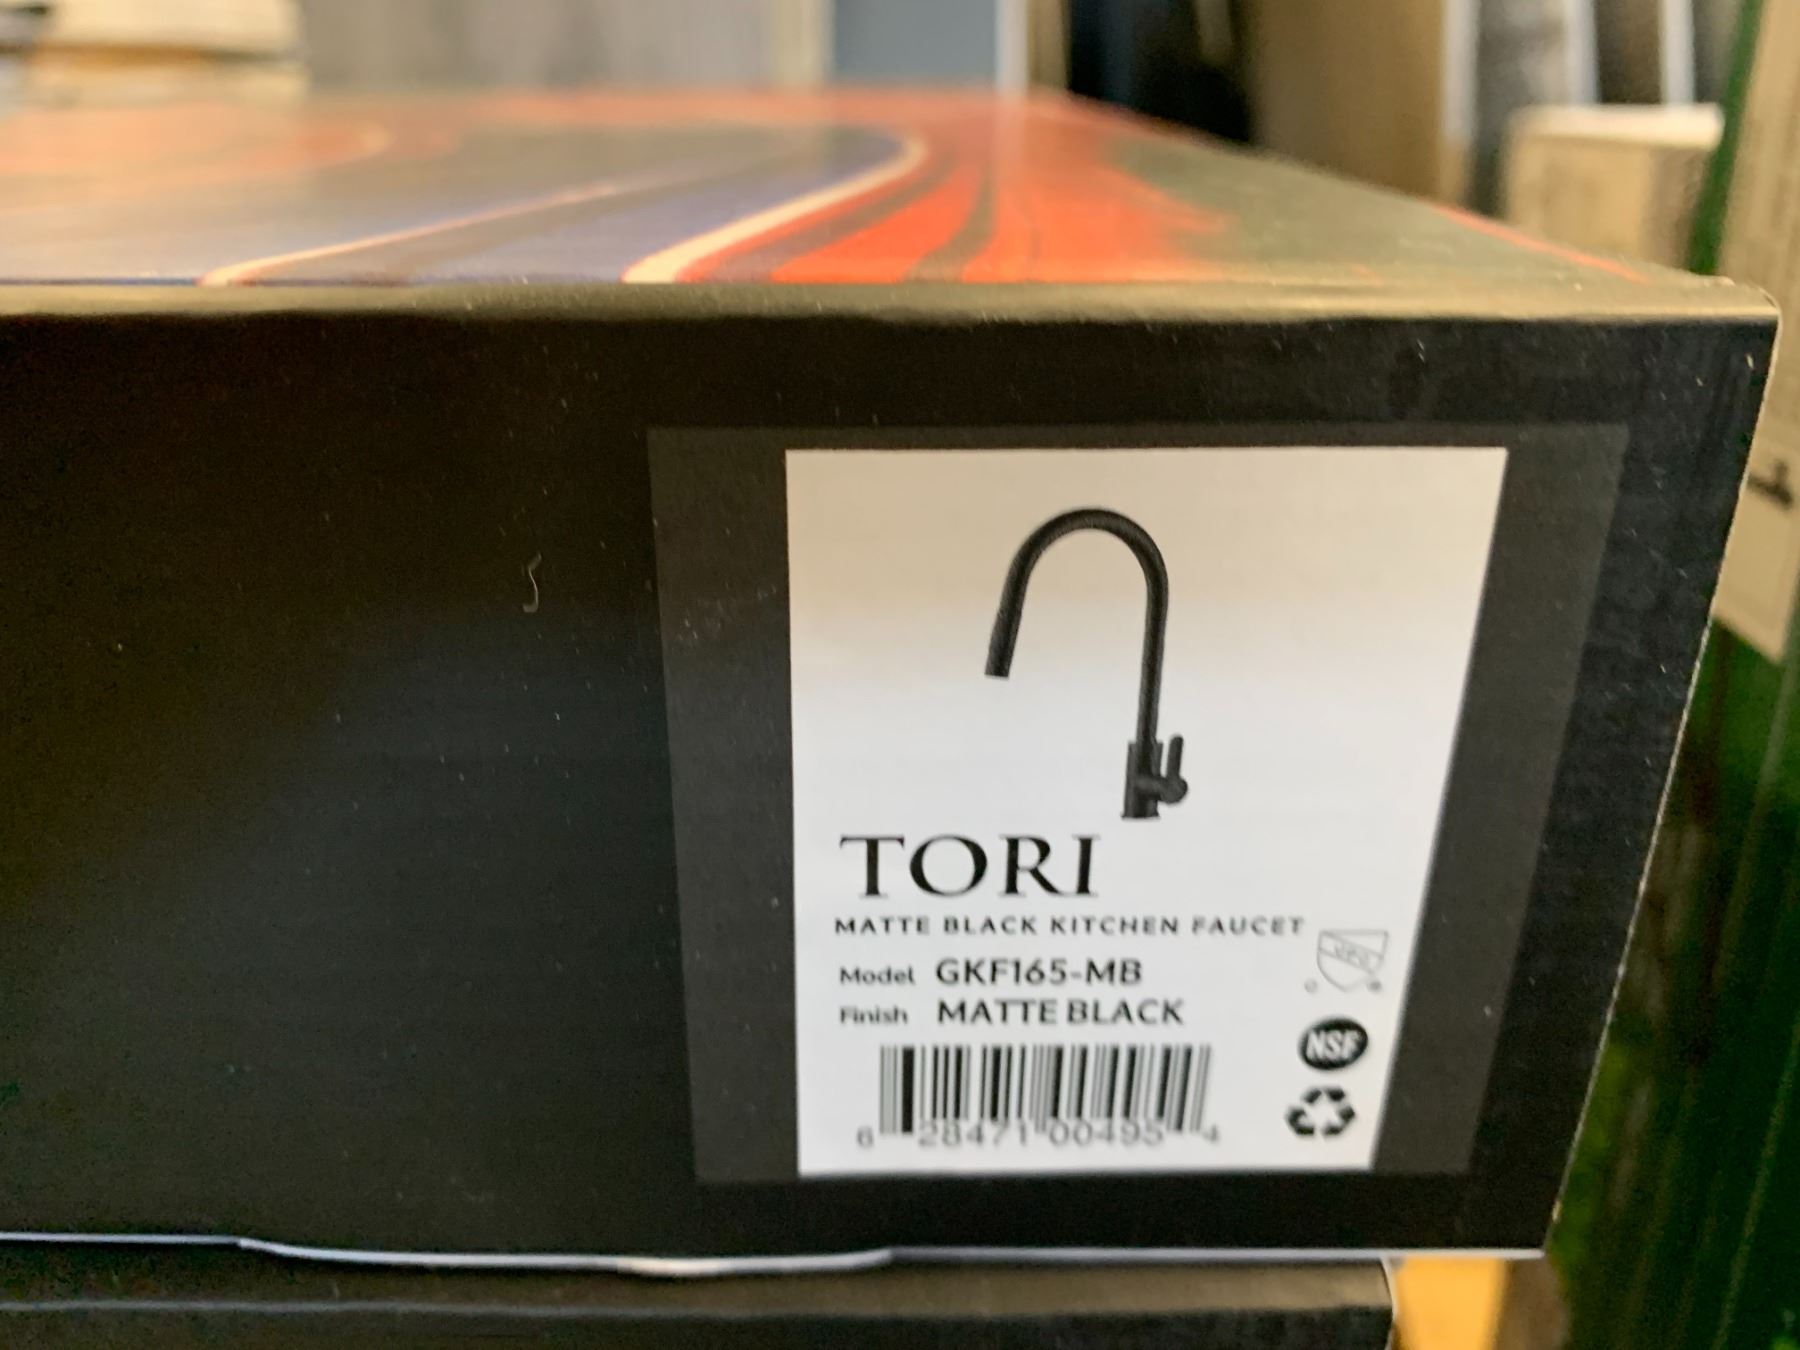 TORI
MATTE BLACK KITCHEN FAUCET
Model GKF165-MB
Finish MATTE BLACK
NSF
6 28471 00495 4